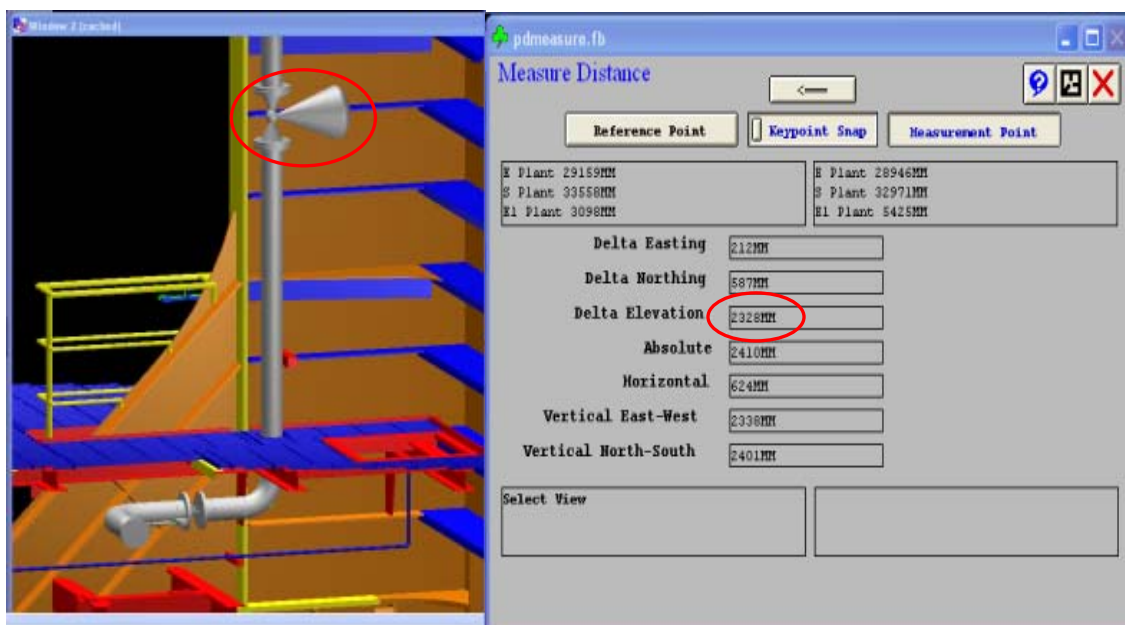 Window 2 (cached)
pdmeasure.fb
Measure Distance
<—
Reference Point
Keypoint Snap
Measurement Point
E Plant 29159MM
S Plant 33558MM
El Plant 3098MM
E Plant 28946MM
S Plant 32971MM
El Plant 5425MM
Delta Easting 212MM
Delta Northing 587MM
Delta Elevation 2328MM
Absolute 2410MM
Horizontal 624MM
Vertical East-West 2338MM
Vertical North-South 2401MM
Select View